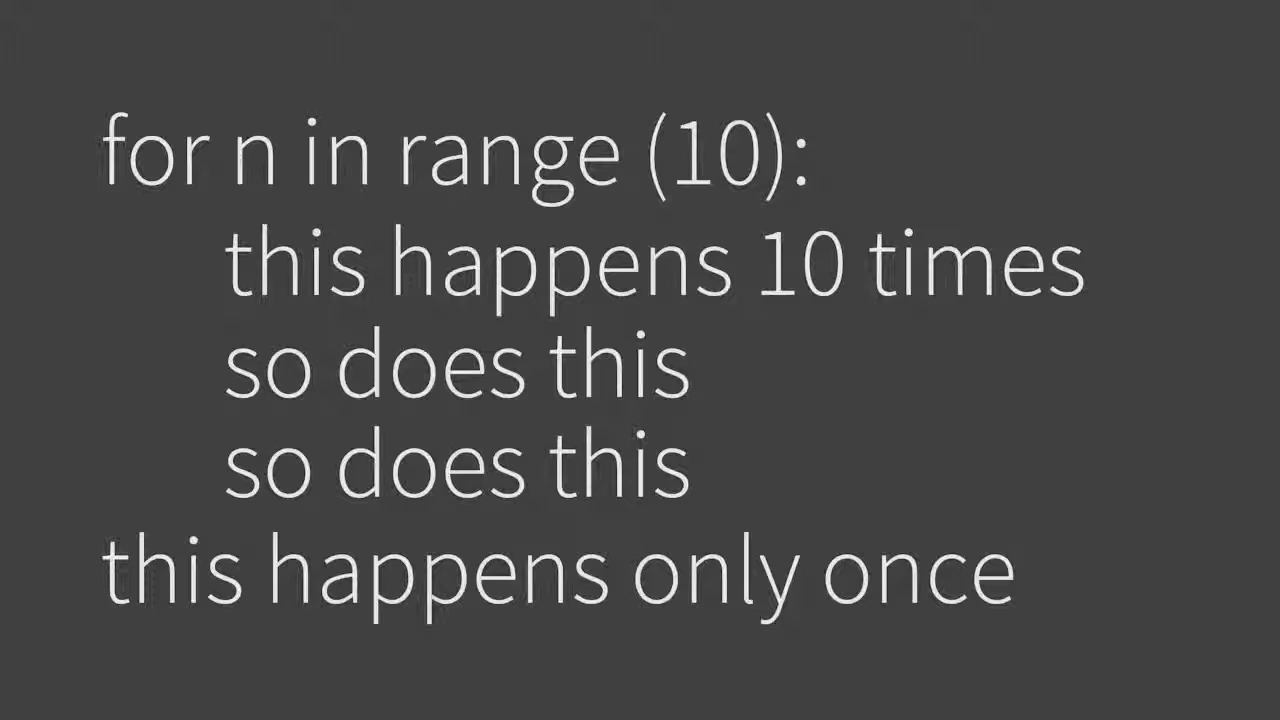 for n in range (10):
this happens 10 times
so does this
so does this
this happens only once